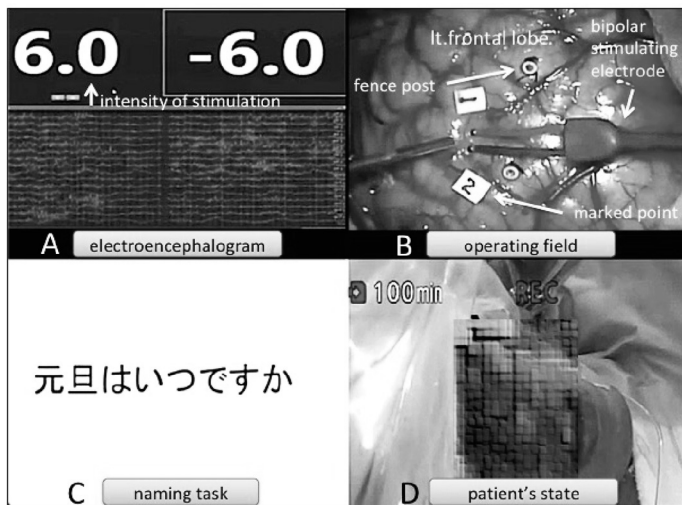 6.0 -6.0
intensity of stimulation
A electroencephalogram
lt.frontal lobe.
bipolar
stimulating
electrode
fence post
1
2
marked point
B operating field
元旦はいつですか
C naming task
100min REC
D patient's state